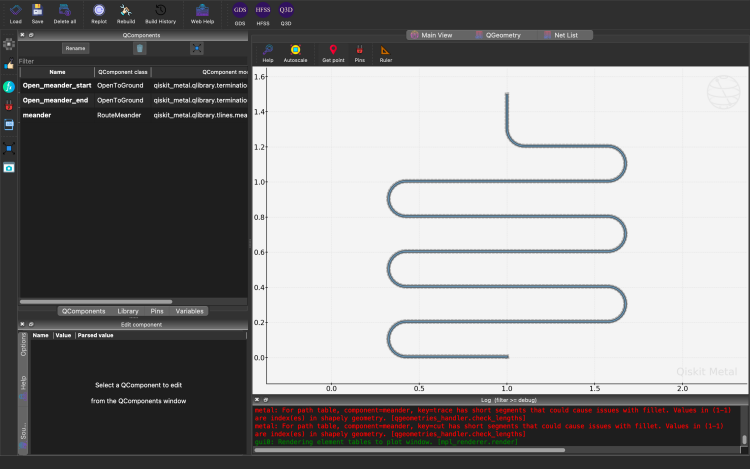 Load Save Delete all Replot Rebuild Build History Web Help GDS GDS HFSS HFSS Q3D Q3D
QComponents
Rename
Filter
Name QComponent class QComponent mo
Open_meander_start OpenToGround qiskit_metal.qlibrary.terminatio
Open_meander_end OpenToGround qiskit_metal.qlibrary.terminatio
meander RouteMeander qiskit_metal.qlibrary.tlines.mea
QComponents Library Pins Variables
Edit component
Name Value Parsed value
Options
Help
Sou...
Select a QComponent to edit
from the QComponents window
Main View QGeometry Net List
Help Autoscale Get point Pins Ruler
1.6
1.4
1.2
1.0
0.8
0.6
0.4
0.2
0.0
0.0 0.5 1.0 1.5 2.0
Qiskit Metal
Log (filter >= debug)
metal: For path table, component=meander, key=trace has short segments that could cause issues with fillet. Values in (1-1)
are index(es) in shapely geometry. [qgeometries_handler.check_lengths]
metal: For path table, component=meander, key=cut has short segments that could cause issues with fillet. Values in (1-1)
are index(es) in shapely geometry. [qgeometries_handler.check_lengths]
gui0: Rendering element tables to plot window. [mpl_renderer.render]